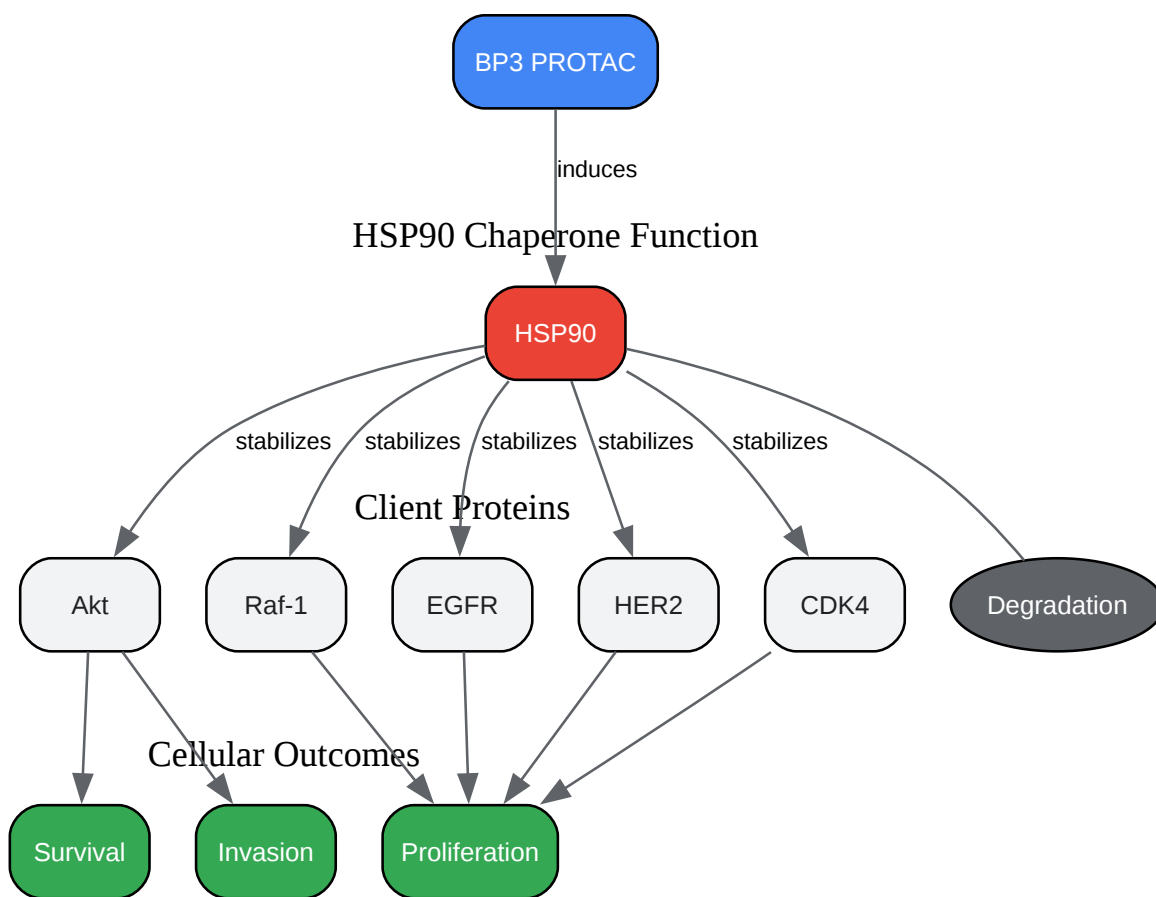 BP3 PROTAC
induces
HSP90 Chaperone Function
HSP90
stabilizes
stabilizes
stabilizes
stabilizes
stabilizes
Client Proteins
Akt
Raf-1
EGFR
HER2
CDK4
Degradation
Cellular Outcomes
Survival
Invasion
Proliferation